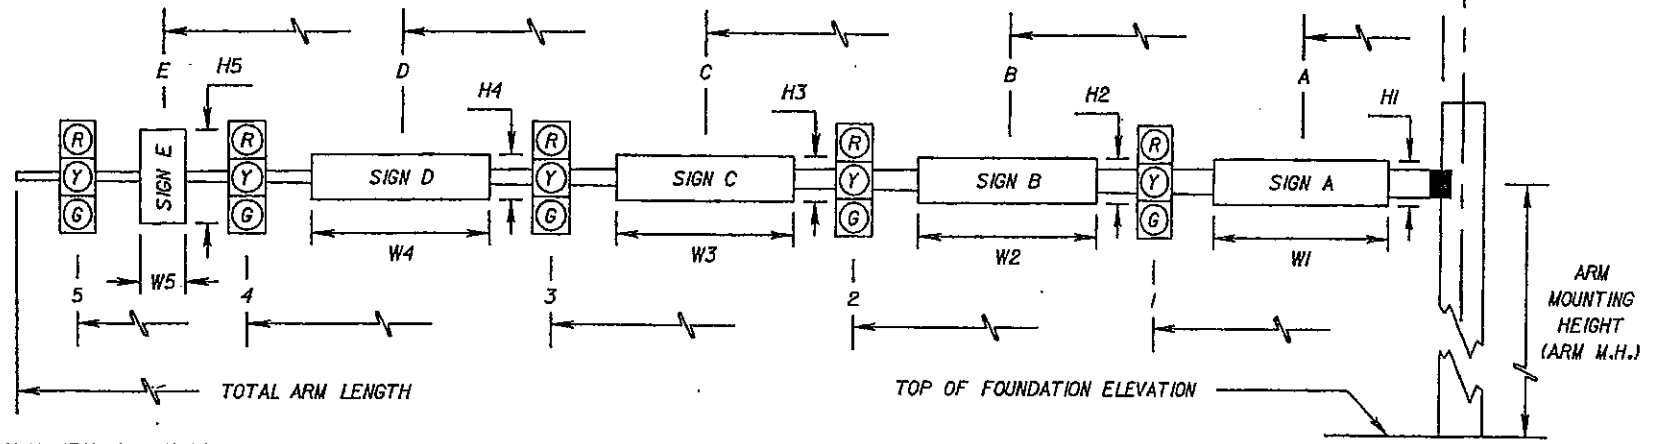 E
D
C
B
A
H5
H4
H3
H2
H1
R
Y
G
SIGN E
R
Y
G
SIGN D
R
Y
G
SIGN C
R
Y
G
SIGN B
R
Y
G
SIGN A
W5
W4
W3
W2
W1
5
4
3
2
1
ARM
MOUNTING
HEIGHT
(ARM M.H.)
TOTAL ARM LENGTH
TOP OF FOUNDATION ELEVATION